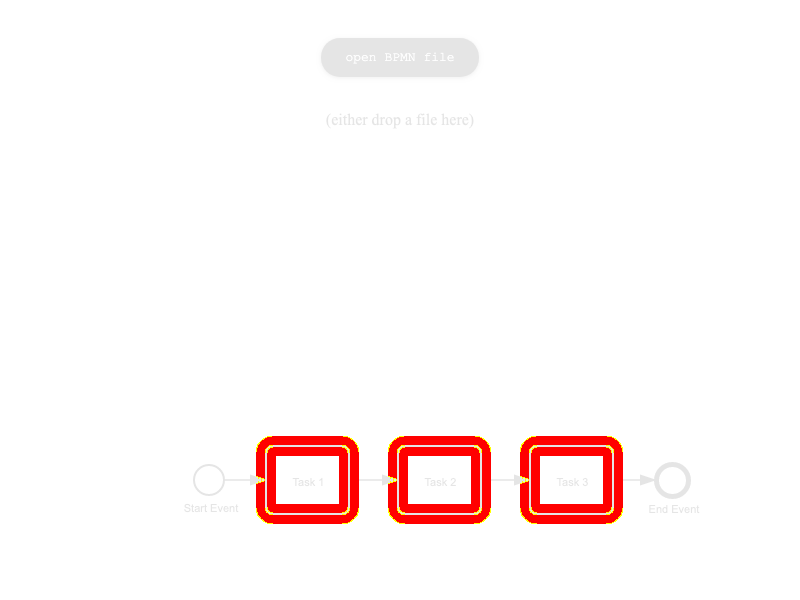 open BPMN file
(either drop a file here)
Task 1
Task 2
Task 3
Start Event
End Event